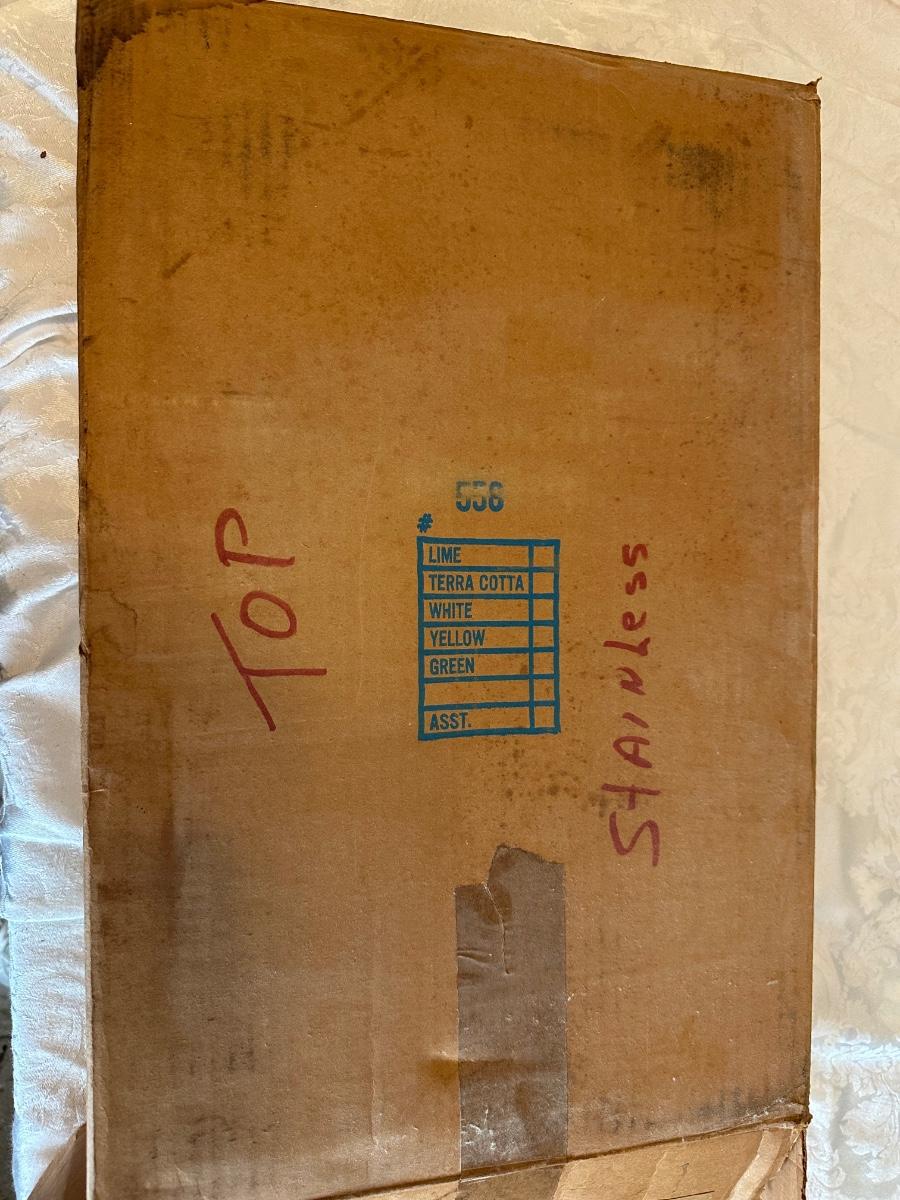 TOP
556
#
LIME
TERRA COTTA
WHITE
YELLOW
GREEN
ASST.
StAINLess